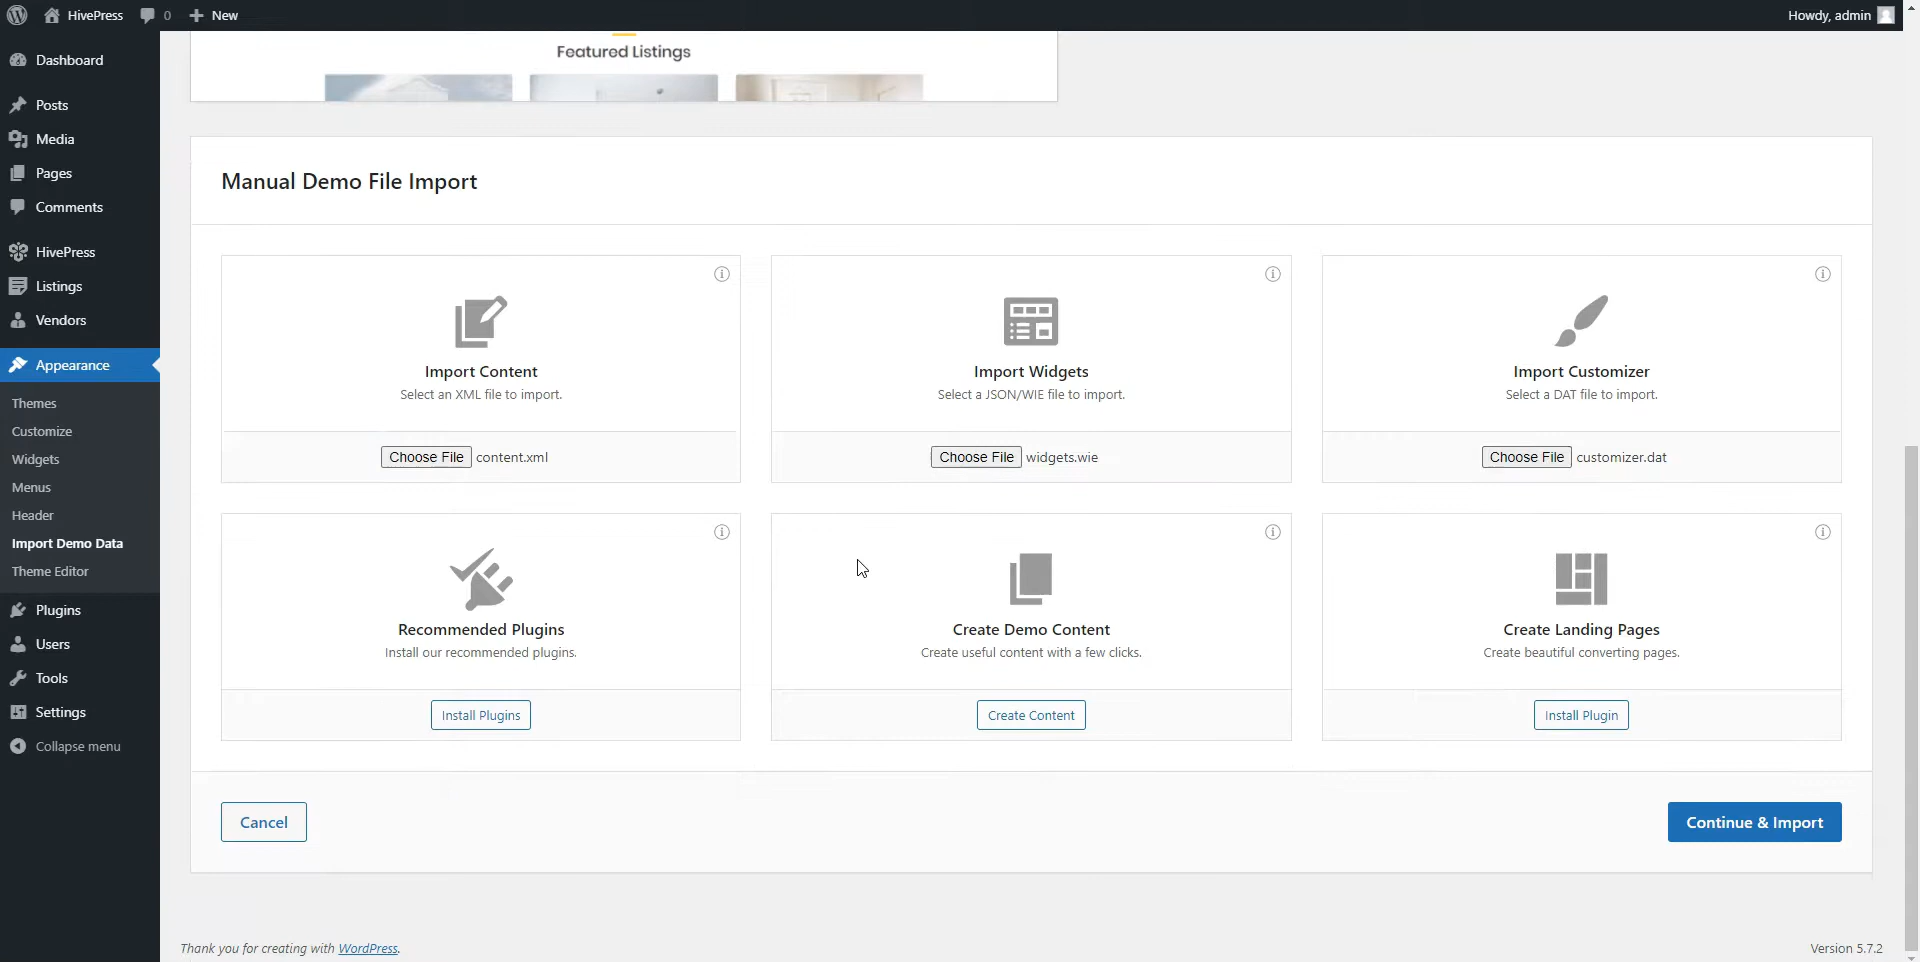 HivePress
0
New
Howdy, admin
Dashboard
Posts
Media
Pages
Comments
HivePress
Listings
Vendors
Appearance
Themes
Customize
Widgets
Menus
Header
Import Demo Data
Theme Editor
Plugins
Users
Tools
Settings
Collapse menu
Featured Listings
Manual Demo File Import
Import Content
Select an XML file to import.
Choose File content.xml
Import Widgets
Select a JSON/WIE file to import.
Choose File widgets.wie
Import Customizer
Select a DAT file to import.
Choose File customizer.dat
Recommended Plugins
Install our recommended plugins.
Install Plugins
Create Demo Content
Create useful content with a few clicks.
Create Content
Create Landing Pages
Create beautiful converting pages.
Install Plugin
Cancel
Continue & Import
Thank you for creating with WordPress.
Version 5.7.2